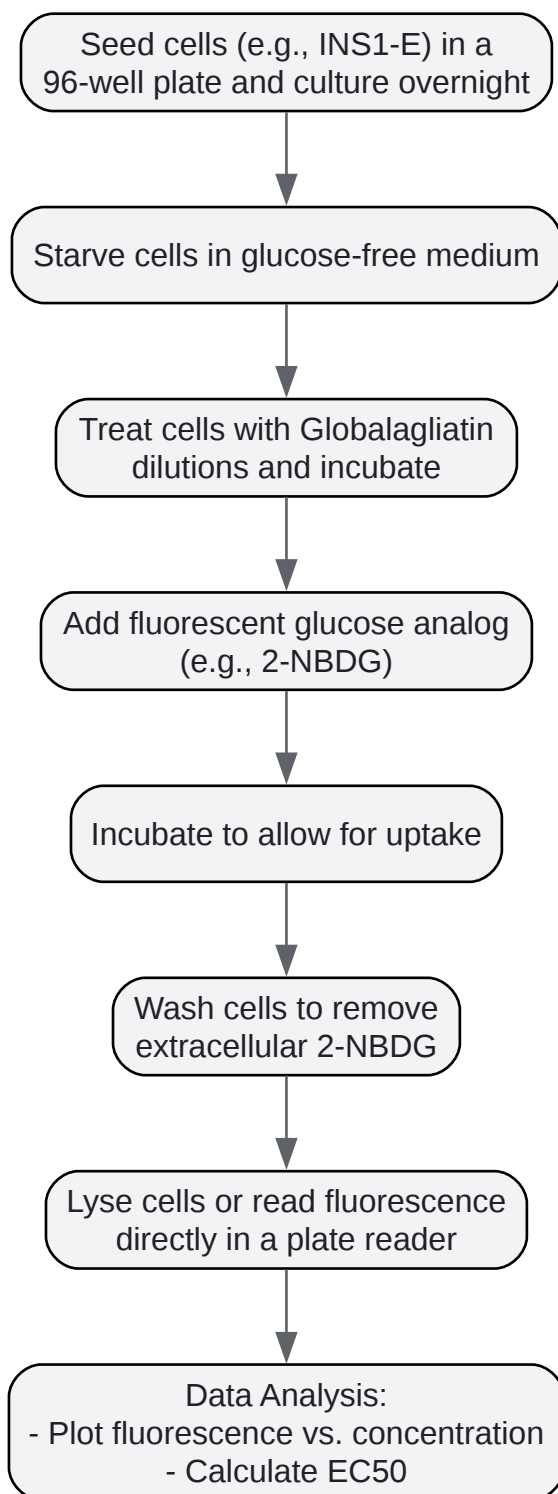 Seed cells (e.g., INS1-E) in a
96-well plate and culture overnight
Starve cells in glucose-free medium
Treat cells with Globalagliatin
dilutions and incubate
Add fluorescent glucose analog
(e.g., 2-NBDG)
Incubate to allow for uptake
Wash cells to remove
extracellular 2-NBDG
Lyse cells or read fluorescence
directly in a plate reader
Data Analysis:
- Plot fluorescence vs. concentration
- Calculate EC50